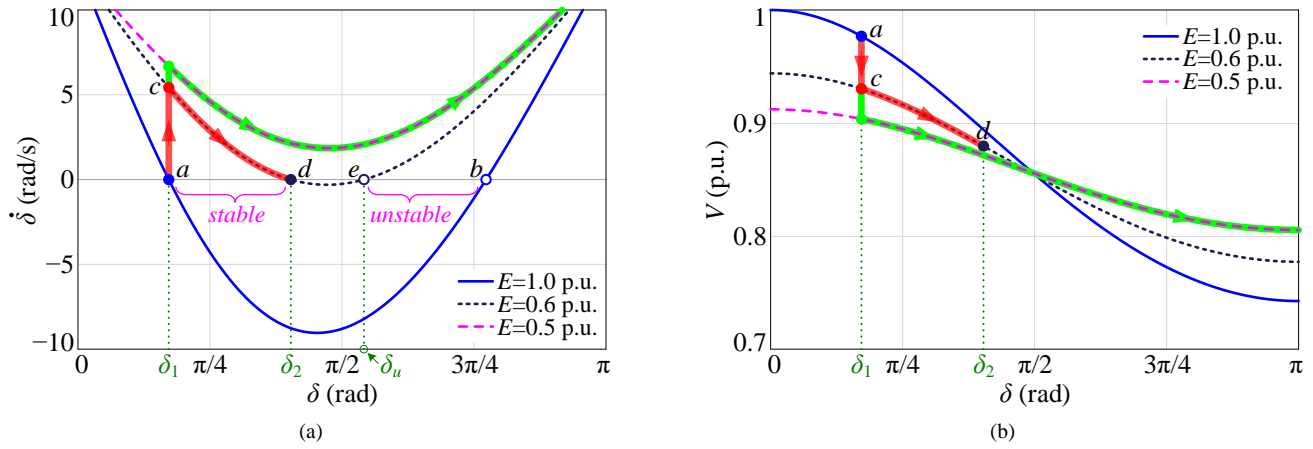 10
5
0
−5
−10
δ̇ (rad/s)
a
c
d
e
b
stable
unstable
E=1.0 p.u.
E=0.6 p.u.
E=0.5 p.u.
0
δ1
π/4
δ2
π/2
δu
3π/4
π
δ (rad)
(a)
1
0.9
0.8
0.7
V (p.u.)
a
c
d
E=1.0 p.u.
E=0.6 p.u.
E=0.5 p.u.
0
δ1
π/4
δ2
π/2
3π/4
π
δ (rad)
(b)